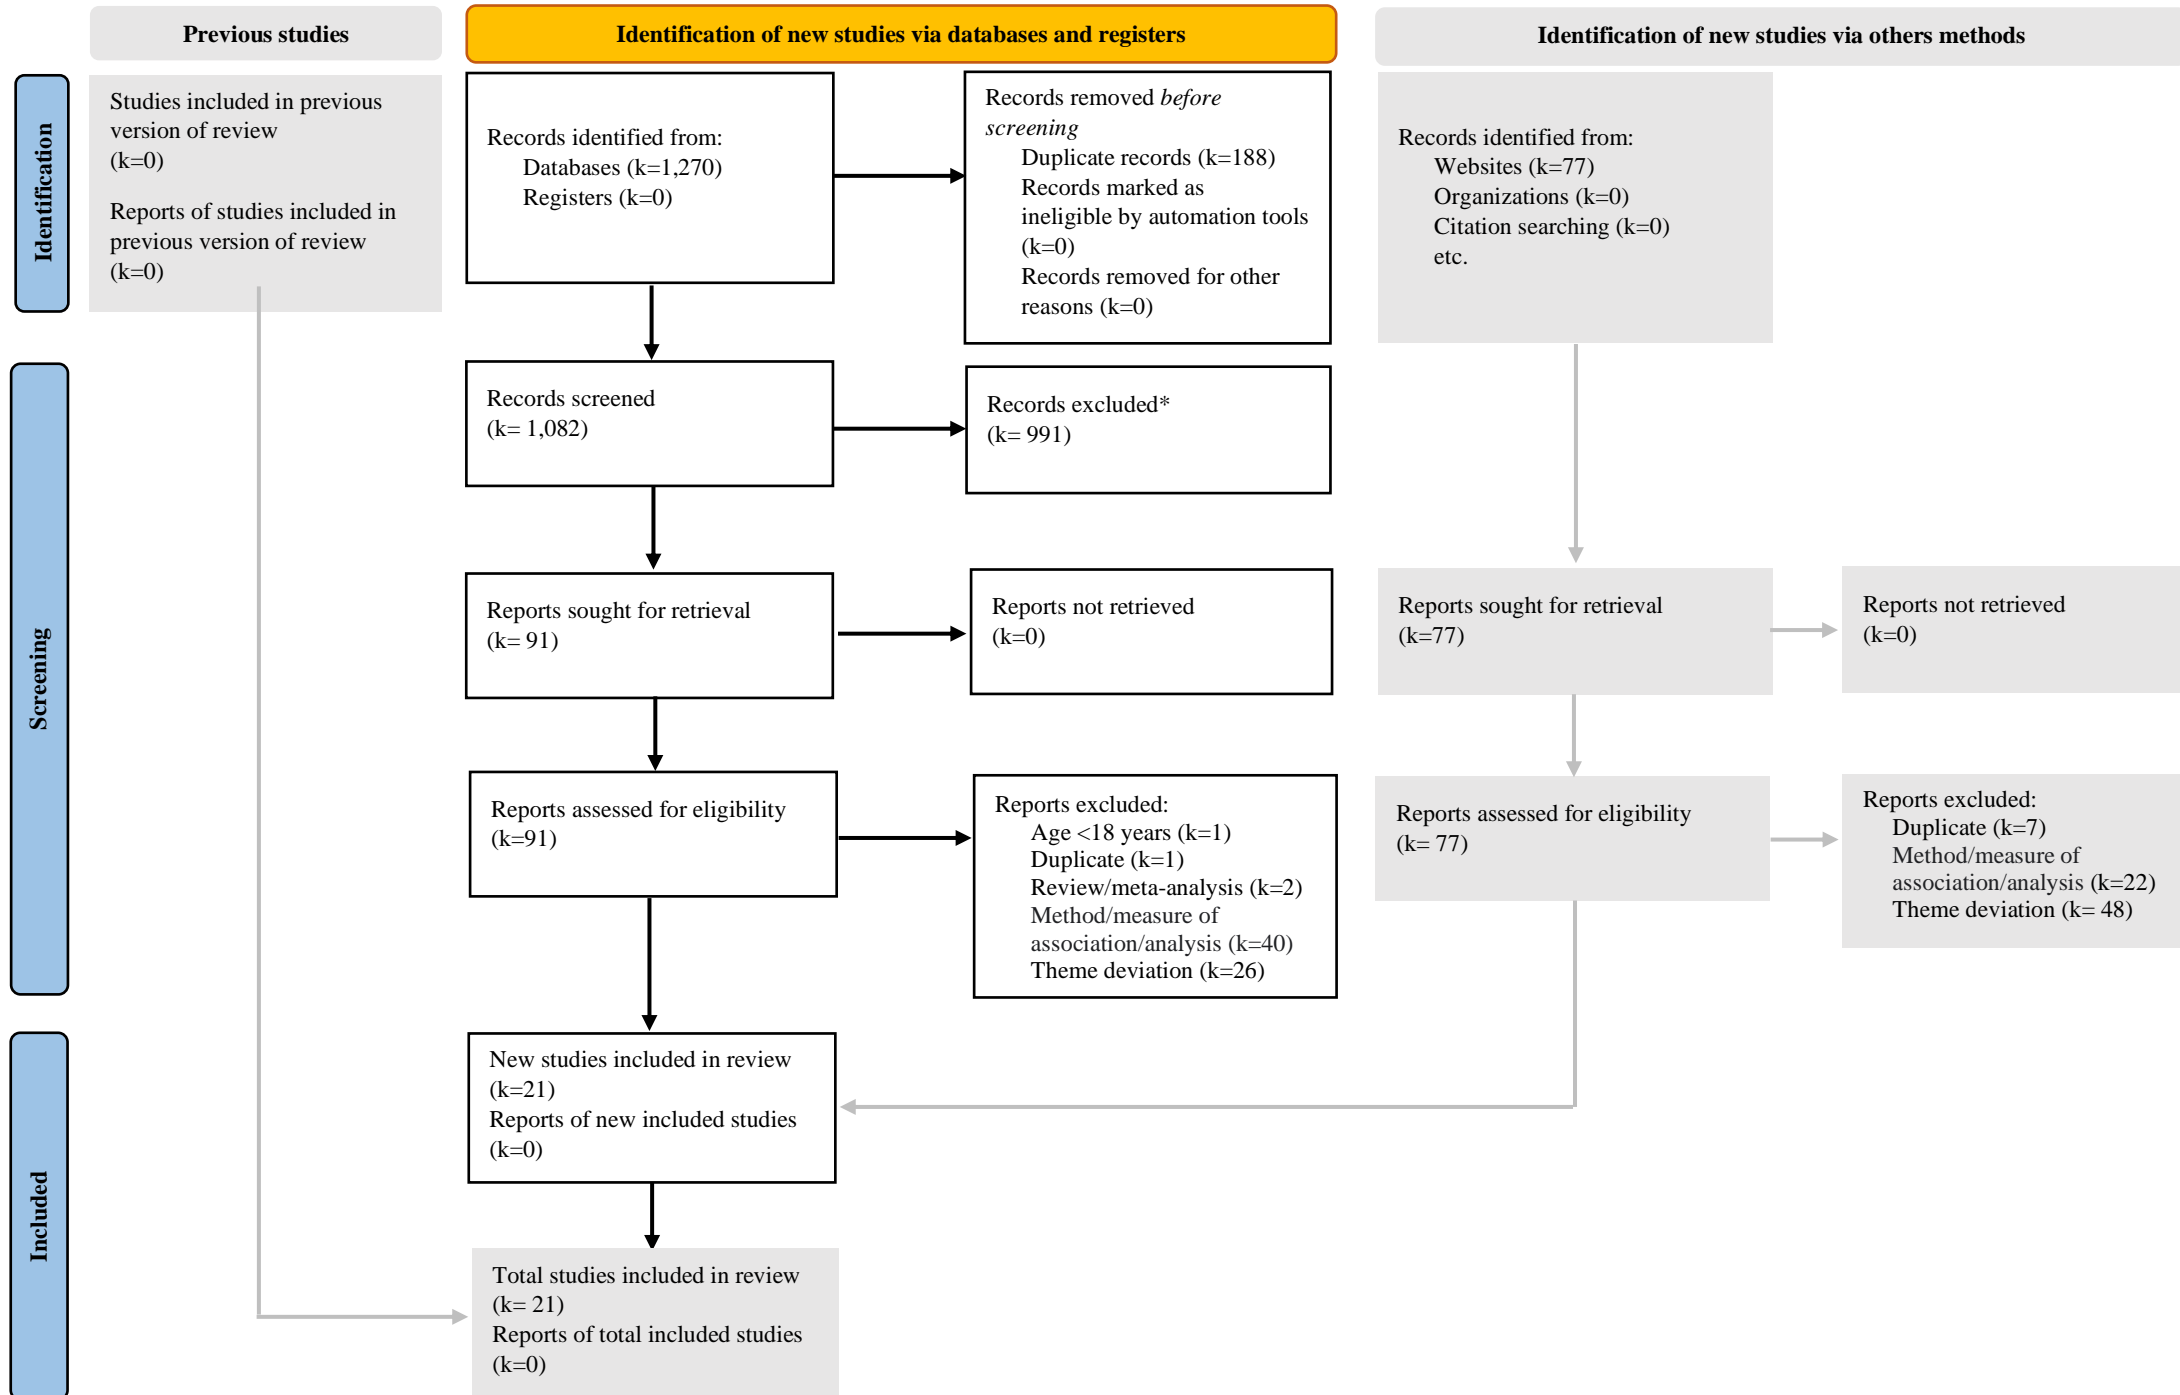 Previous studies
Identification of new studies via databases and registers
Identification of new studies via others methods
Identification
Studies included in previous
version of review
(k=0)
Reports of studies included in
previous version of review
(k=0)
Records identified from:
Databases (k=1,270)
Registers (k=0)
Records removed before
screening
Duplicate records (k=188)
Records marked as
ineligible by automation tools
(k=0)
Records removed for other
reasons (k=0)
Records identified from:
Websites (k=77)
Organizations (k=0)
Citation searching (k=0)
etc.
Screening
Records screened
(k= 1,082)
Records excluded*
(k= 991)
Reports sought for retrieval
(k= 91)
Reports not retrieved
(k=0)
Reports sought for retrieval
(k=77)
Reports not retrieved
(k=0)
Reports assessed for eligibility
(k=91)
Reports excluded:
Age <18 years (k=1)
Duplicate (k=1)
Review/meta-analysis (k=2)
Method/measure of
association/analysis (k=40)
Theme deviation (k=26)
Reports assessed for eligibility
(k= 77)
Reports excluded:
Duplicate (k=7)
Method/measure of
association/analysis (k=22)
Theme deviation (k= 48)
Included
New studies included in review
(k=21)
Reports of new included studies
(k=0)
Total studies included in review
(k= 21)
Reports of total included studies
(k=0)